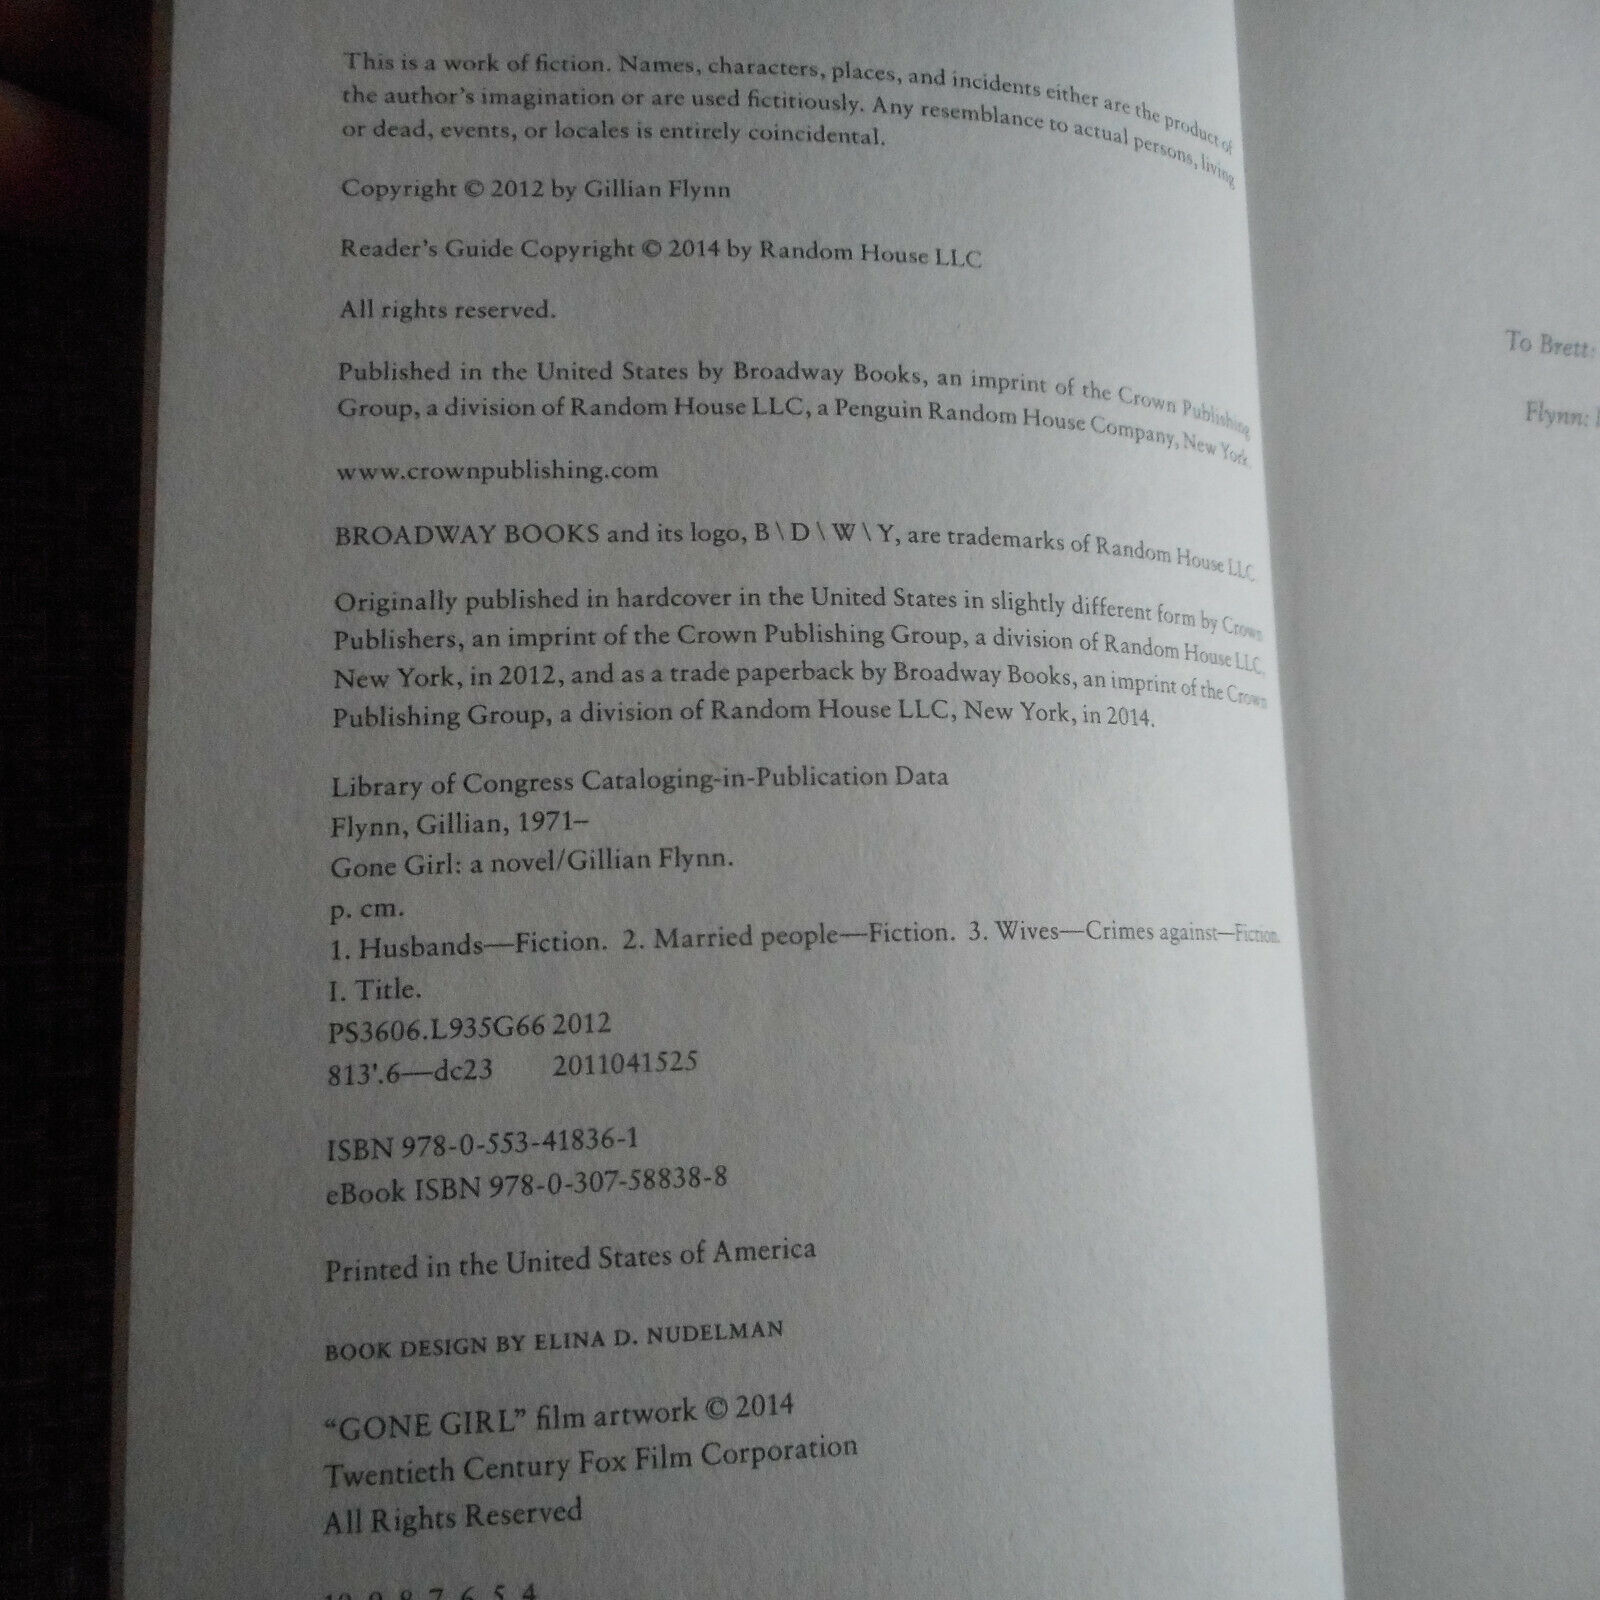 This is a work of fiction. Names, characters, places, and incidents either are the product of
the author's imagination or are used fictitiously. Any resemblance to actual persons, living
or dead, events, or locales is entirely coincidental.
Copyright © 2012 by Gillian Flynn
Reader's Guide Copyright © 2014 by Random House LLC
All rights reserved.
Published in the United States by Broadway Books, an imprint of the Crown Publishing
Group, a division of Random House LLC, a Penguin Random House Company, New York.
www.crownpublishing.com
BROADWAY BOOKS and its logo, B \ D \ W \ Y, are trademarks of Random House LLC.
Originally published in hardcover in the United States in slightly different form by Crown
Publishers, an imprint of the Crown Publishing Group, a division of Random House LLC,
New York, in 2012, and as a trade paperback by Broadway Books, an imprint of the Crown
Publishing Group, a division of Random House LLC, New York, in 2014.
Library of Congress Cataloging-in-Publication Data
Flynn, Gillian, 1971–
Gone Girl: a novel/Gillian Flynn.
p. cm.
1. Husbands—Fiction. 2. Married people—Fiction. 3. Wives—Crimes against—Fiction.
I. Title.
PS3606.L935G66 2012
813'.6—dc23 2011041525
ISBN 978-0-553-41836-1
eBook ISBN 978-0-307-58838-8
Printed in the United States of America
BOOK DESIGN BY ELINA D. NUDELMAN
“GONE GIRL” film artwork © 2014
Twentieth Century Fox Film Corporation
All Rights Reserved
10 9 8 7 6 5 4
To Brett:
Flynn: